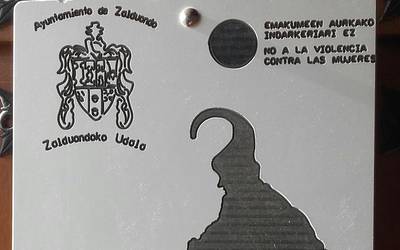 Ayuntamiento de Zalduondo
Zalduondoko Udala
EMAKUMEEN AURKAKO
INDARKERIARI EZ
NO A LA VIOLENCIA
CONTRA LAS MUJERES